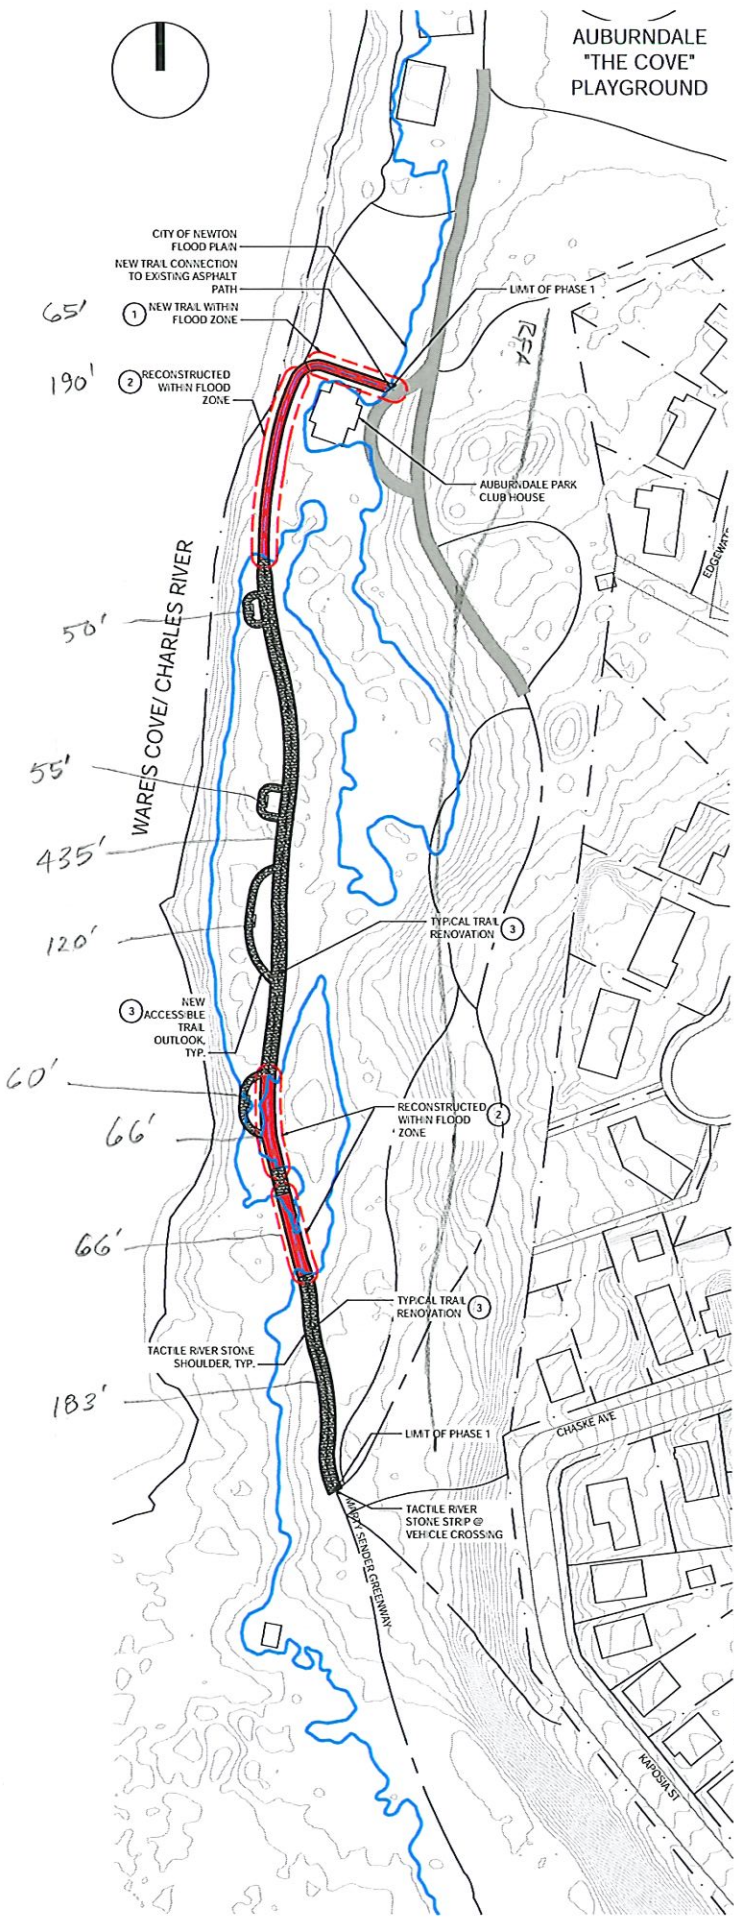 AUBURNDALE
"THE COVE"
PLAYGROUND
CITY OF NEWTON
FLOOD PLAIN
NEW TRAIL CONNECTION
TO EXISTING ASPHALT
PATH
LIMIT OF PHASE 1
65'
1
NEW TRAIL WITHIN
FLOOD ZONE
RFA
190'
2
RECONSTRUCTED
WITHIN FLOOD
ZONE
AUBURNDALE PARK
CLUB HOUSE
EDGEWATE
WARE'S COVE/ CHARLES RIVER
50'
55'
435'
120'
TYPICAL TRAIL
RENOVATION
3
3
NEW
ACCESSIBLE
TRAIL
OUTLOOK,
TYP.
60'
66'
RECONSTRUCTED
WITHIN FLOOD
ZONE
2
66'
TYPICAL TRAIL
RENOVATION
3
TACTILE RIVER STONE
SHOULDER, TYP.
183'
CHASKE AVE
LIMIT OF PHASE 1
TACTILE RIVER
STONE STRIP @
VEHICLE CROSSING
MARTY SENDER GREENWAY
KAPOSIA ST